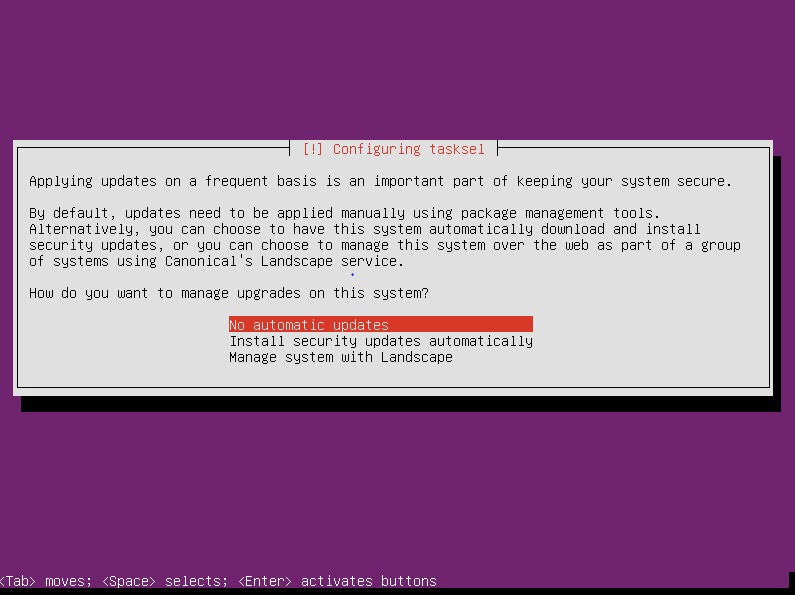 [!] Configuring tasksel
Applying updates on a frequent basis is an important part of keeping your system secure.
By default, updates need to be applied manually using package management tools.
Alternatively, you can choose to have this system automatically download and install
security updates, or you can choose to manage this system over the web as part of a group
of systems using Canonical's Landscape service.
How do you want to manage upgrades on this system?
No automatic updates
Install security updates automatically
Manage system with Landscape
<Tab> moves; <Space> selects; <Enter> activates buttons